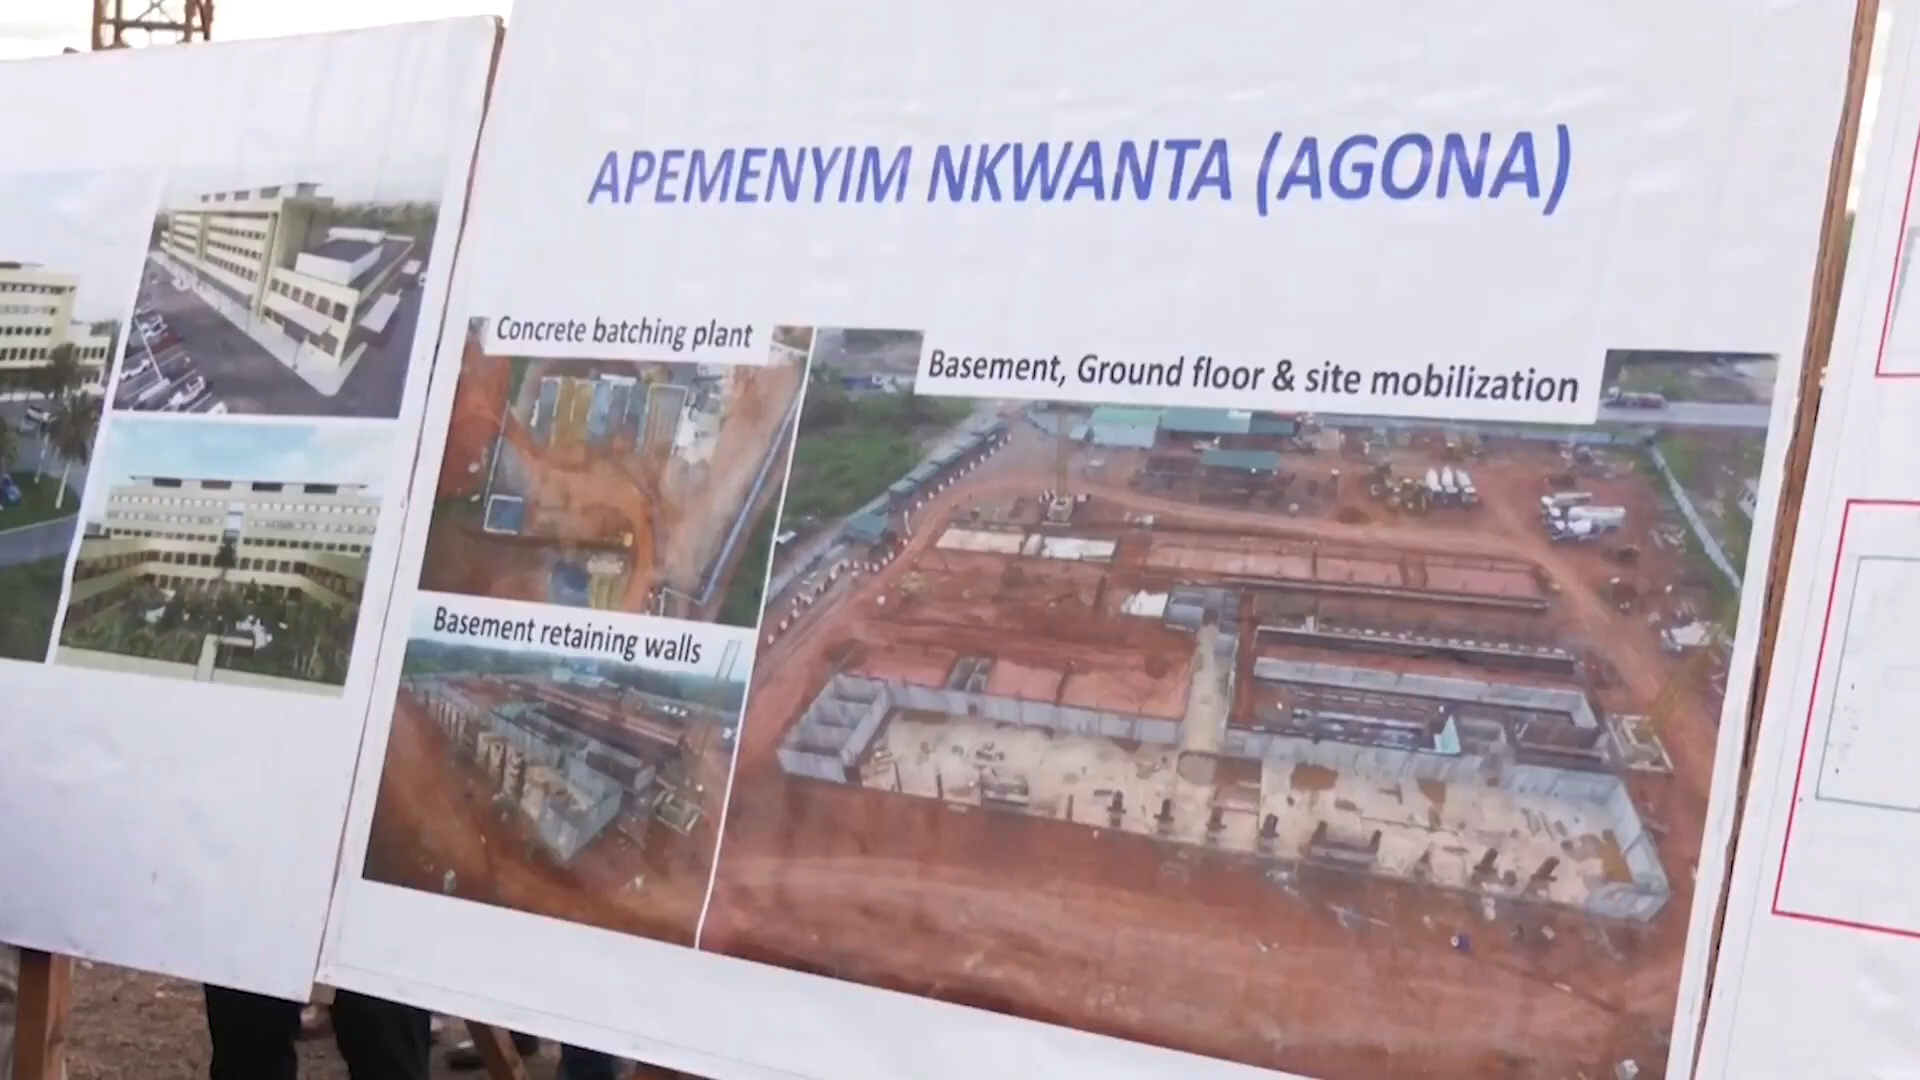 APEMENYIM NKWANTA (AGONA)
Concrete batching plant
Basement, Ground floor & site mobilization
Basement retaining walls